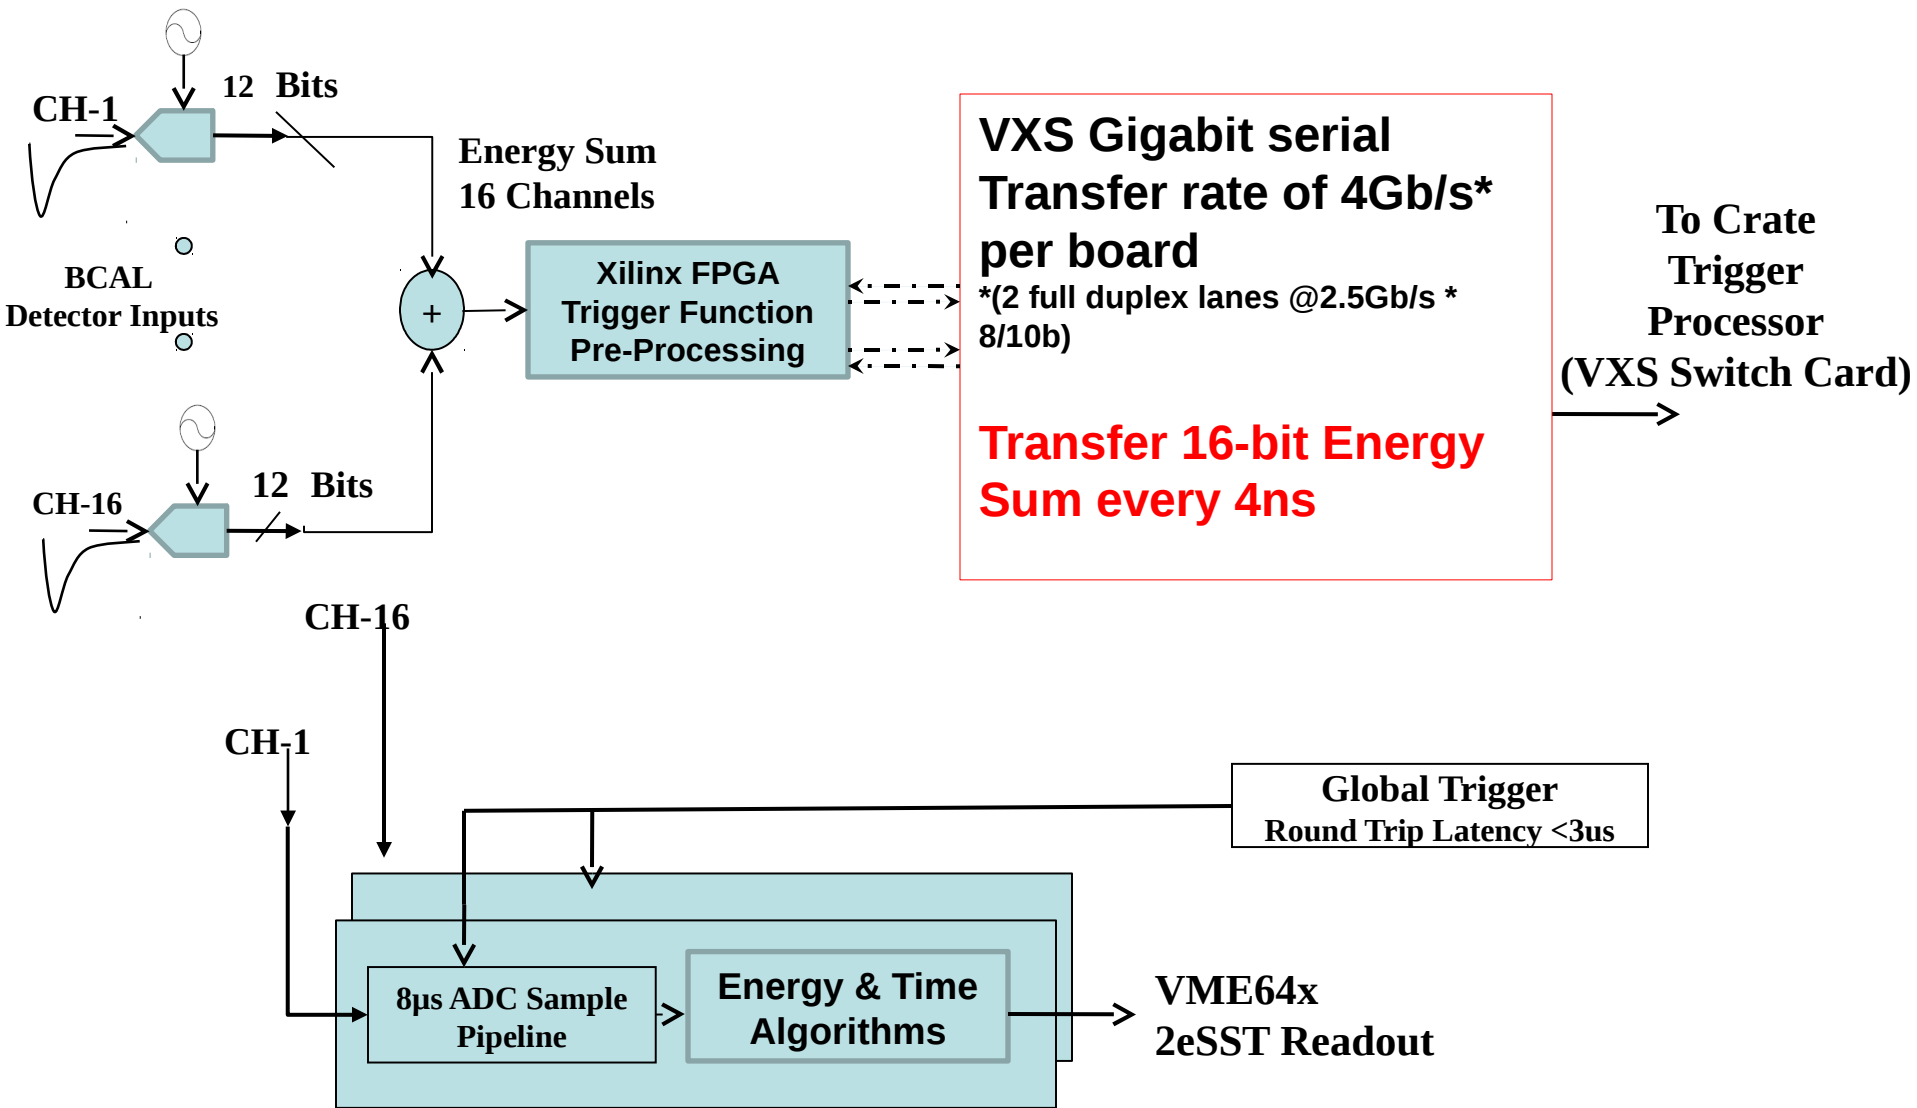 12 Bits
CH-1
Energy Sum
16 Channels
BCAL
Detector Inputs
+
Xilinx FPGA
Trigger Function
Pre-Processing
VXS Gigabit serial
Transfer rate of 4Gb/s*
per board
*(2 full duplex lanes @2.5Gb/s *
8/10b)
Transfer 16-bit Energy
Sum every 4ns
To Crate
Trigger
Processor
(VXS Switch Card)
12 Bits
CH-16
CH-16
CH-1
Global Trigger
Round Trip Latency <3us
8µs ADC Sample
Pipeline
Energy & Time
Algorithms
VME64x
2eSST Readout